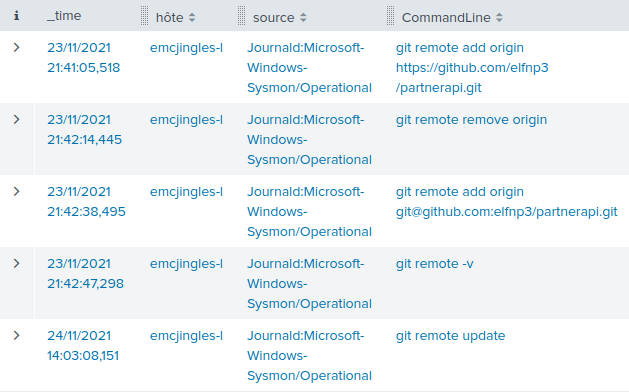 i _time hôte source CommandLine
23/11/2021 emcjingles-l Journald:Microsoft- git remote add origin
21:41:05,518 Windows- https://github.com/elfnp3
Sysmon/Operational /partnerapi.git
23/11/2021 emcjingles-l Journald:Microsoft- git remote remove origin
21:42:14,445 Windows-
Sysmon/Operational
23/11/2021 emcjingles-l Journald:Microsoft- git remote add origin
21:42:38,495 Windows- git@github.com:elfnp3/partnerapi.git
Sysmon/Operational
23/11/2021 emcjingles-l Journald:Microsoft- git remote -v
21:42:47,298 Windows-
Sysmon/Operational
24/11/2021 emcjingles-l Journald:Microsoft- git remote update
14:03:08,151 Windows-
Sysmon/Operational